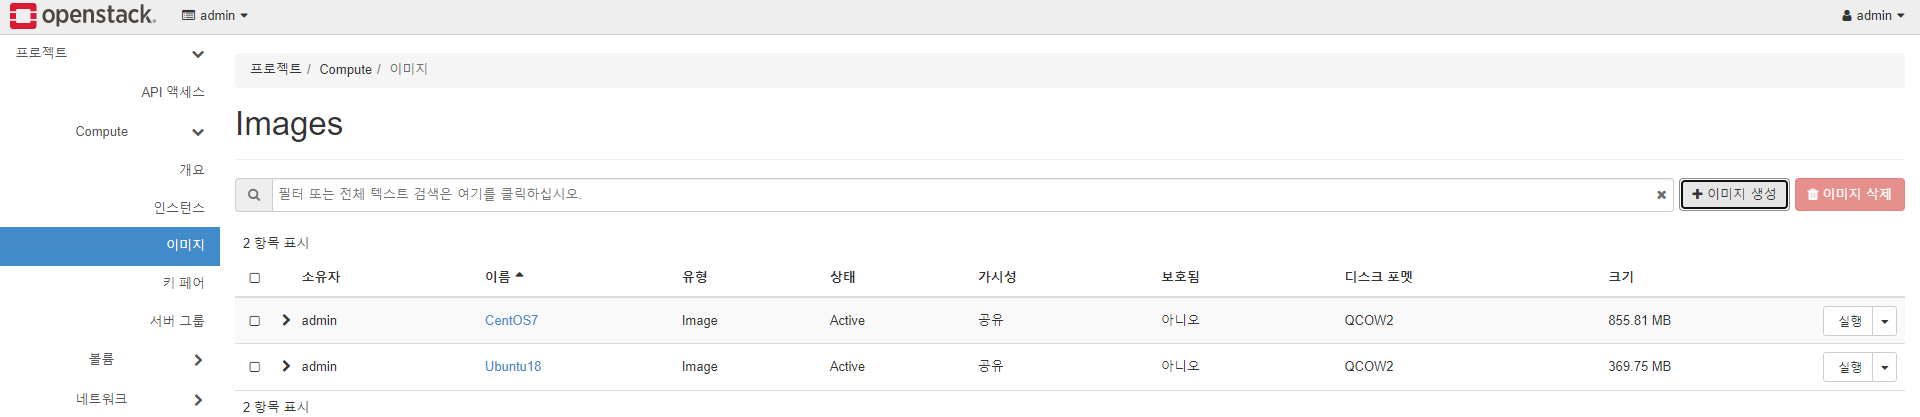 openstack. admin admin
프로젝트
API 액세스
Compute
개요
인스턴스
이미지
키 페어
서버 그룹
볼륨
네트워크
프로젝트 / Compute / 이미지
Images
필터 또는 전체 텍스트 검색은 여기를 클릭하십시오. 이미지 생성 이미지 삭제
2 항목 표시
소유자 이름 유형 상태 가시성 보호됨 디스크 포멧 크기
admin CentOS7 Image Active 공유 아니오 QCOW2 855.81 MB 실행
admin Ubuntu18 Image Active 공유 아니오 QCOW2 369.75 MB 실행
2 항목 표시